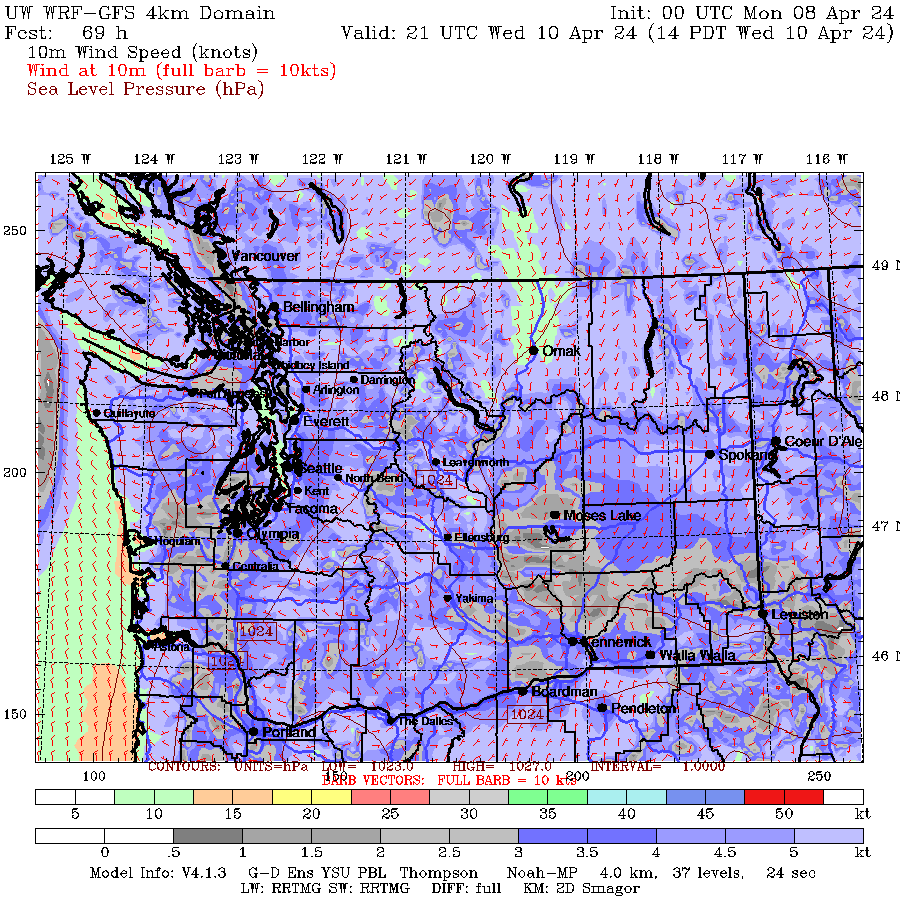 UW WRF-GFS 4km Domain Init: 00 UTC Mon 08 Apr 24
Fcst: 69 h Valid: 21 UTC Wed 10 Apr 24 (14 PDT Wed 10 Apr 24)
10m Wind Speed (knots)
Wind at 10m (full barb = 10kts)
Sea Level Pressure (hPa)
125 W 124 W 123 W 122 W 121 W 120 W 119 W 118 W 117 W 116 W
250
Vancouver
49 N
Bellingham
Omak
Whidbey Island
Darrington
Arlington
48 N
Quillayute
Everett
Coeur D'Ale
Spokane
Leavenworth
200
Seattle
North Bend
1024
Kent
Tacoma
Moses Lake
47 N
Olympia
Hoquiam
Ellensburg
Centralia
Yakima
Lewiston
1024
Kennewick
Astoria
Walla Walla
46 N
1024
Boardman
Pendleton
150
1024
The Dalles
Portland
CONTOURS: UNITS=hPa LOW= 1023.0 HIGH= 1027.0 INTERVAL= 1.0000
100 150 200 250
BARB VECTORS: FULL BARB = 10 kts
5 10 15 20 25 30 35 40 45 50 kt
0 .5 1 1.5 2 2.5 3 3.5 4 4.5 5 kt
Model Info: V4.1.3 G-D Ens YSU PBL Thompson Noah-MP 4.0 km, 37 levels, 24 sec
LW: RRTMG SW: RRTMG DIFF: full KM: 2D Smagor